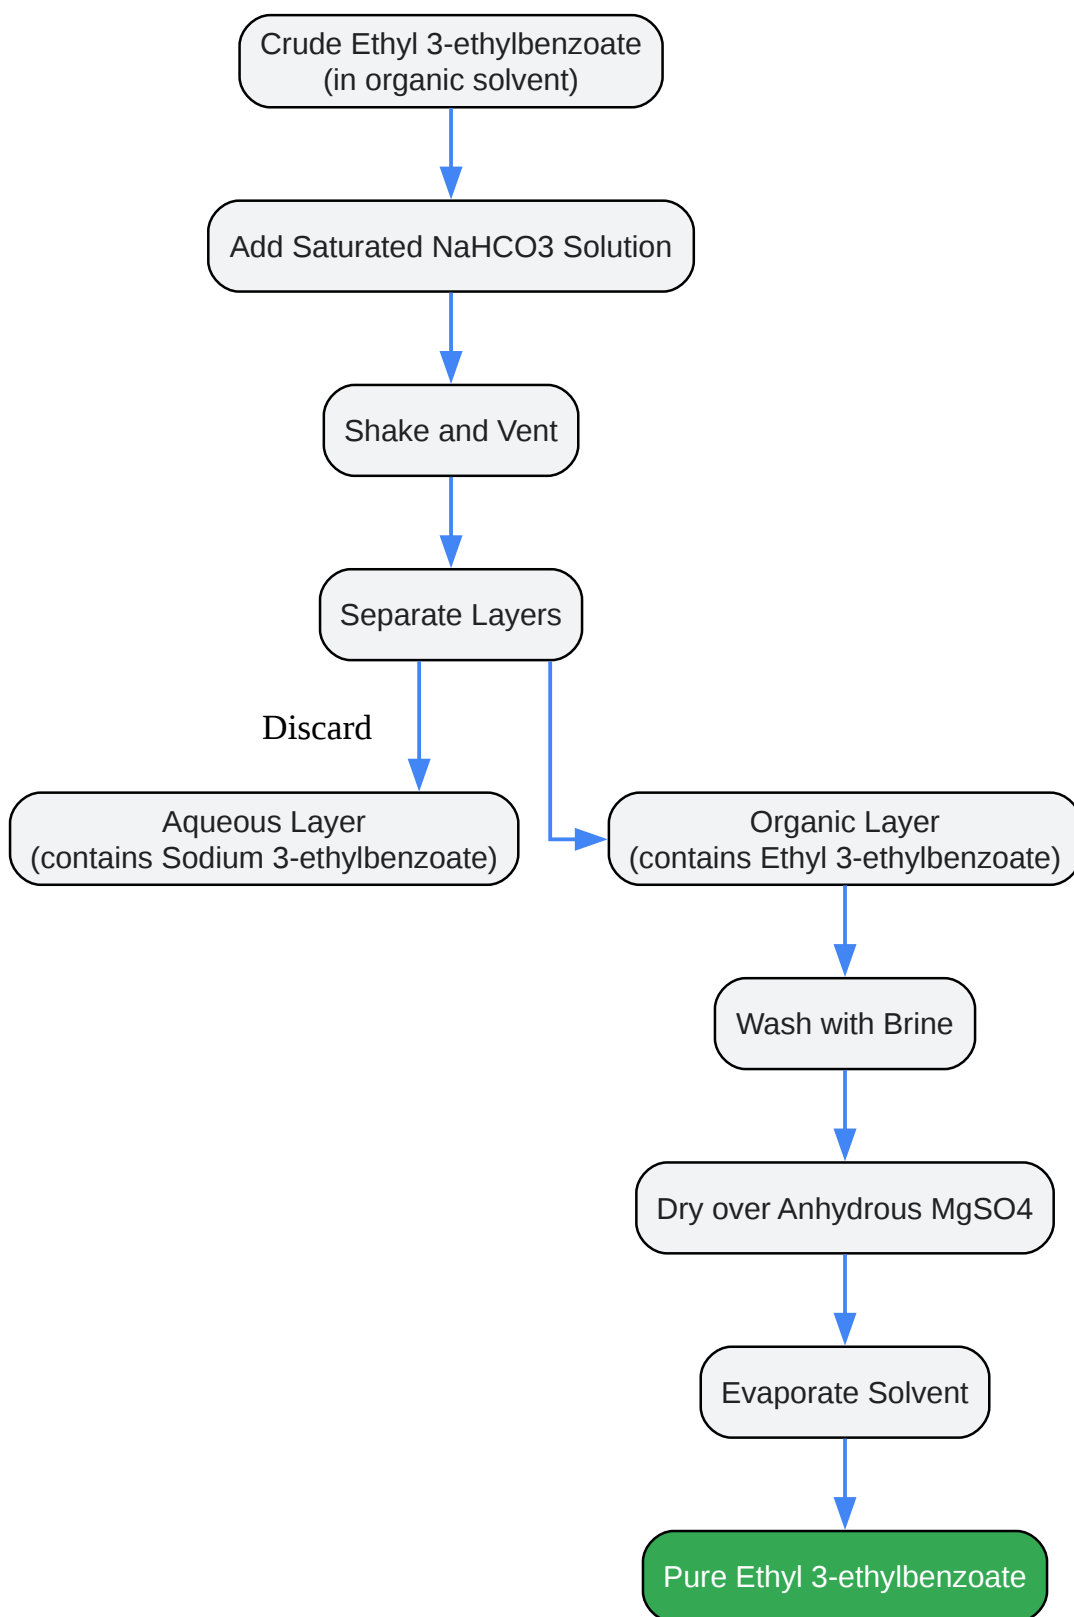 Crude Ethyl 3-ethylbenzoate
(in organic solvent)
Add Saturated NaHCO3 Solution
Shake and Vent
Separate Layers
Discard
Aqueous Layer
(contains Sodium 3-ethylbenzoate)
Organic Layer
(contains Ethyl 3-ethylbenzoate)
Wash with Brine
Dry over Anhydrous MgSO4
Evaporate Solvent
Pure Ethyl 3-ethylbenzoate